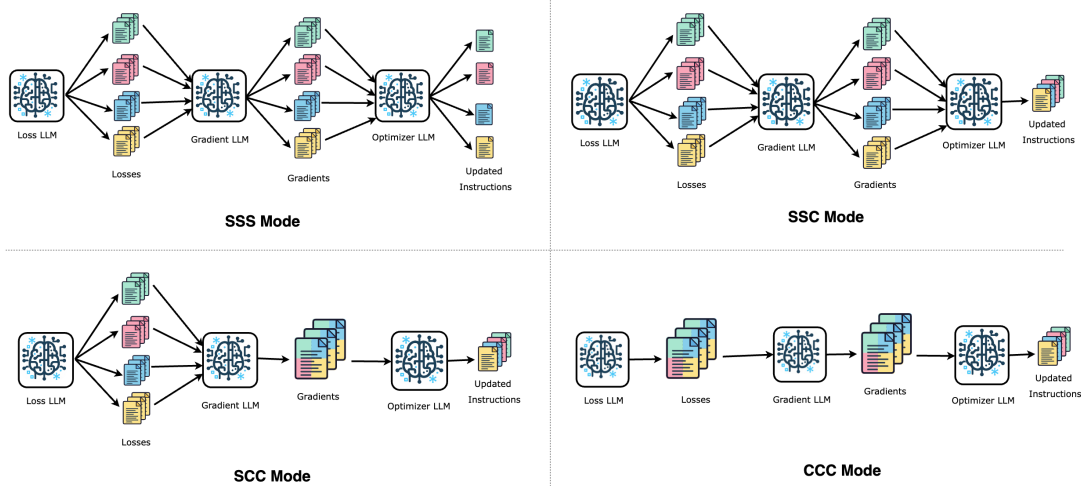 Loss LLM
Losses
Gradient LLM
Gradients
Optimizer LLM
Updated
Instructions
SSS Mode
Loss LLM
Losses
Gradient LLM
Gradients
Optimizer LLM
Updated
Instructions
SSC Mode
Loss LLM
Losses
Gradient LLM
Gradients
Optimizer LLM
Updated
Instructions
SCC Mode
Loss LLM
Losses
Gradient LLM
Gradients
Optimizer LLM
Updated
Instructions
CCC Mode